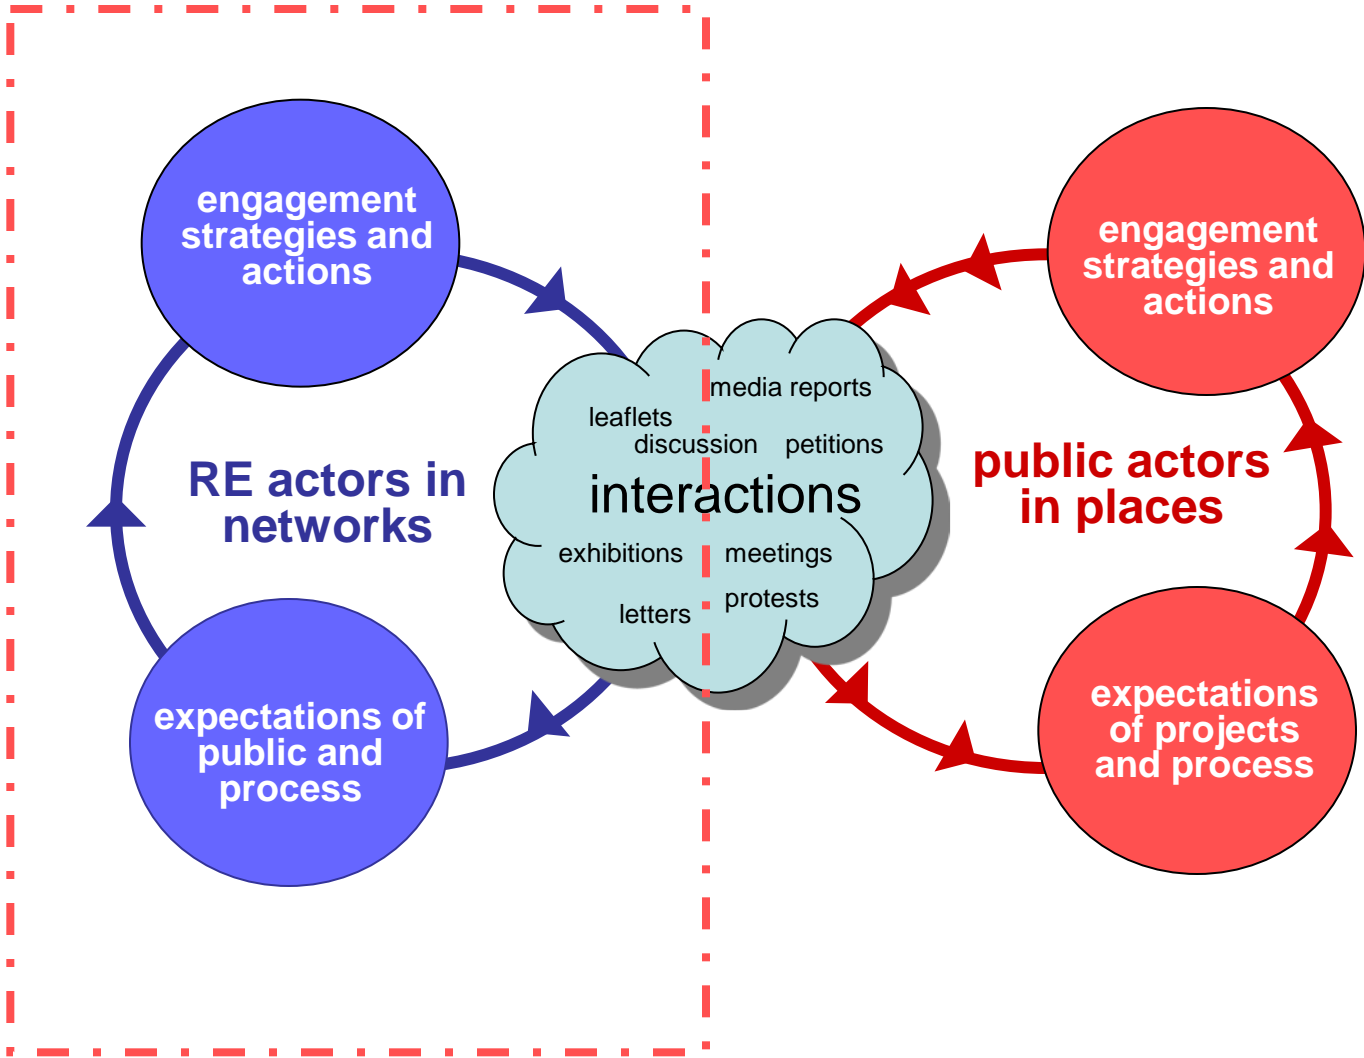 engagement
strategies and
actions
RE actors in
networks
expectations of
public and
process
media reports
leaflets
discussion
petitions
interactions
exhibitions
meetings
protests
letters
engagement
strategies and
actions
public actors
in places
expectations
of projects
and process